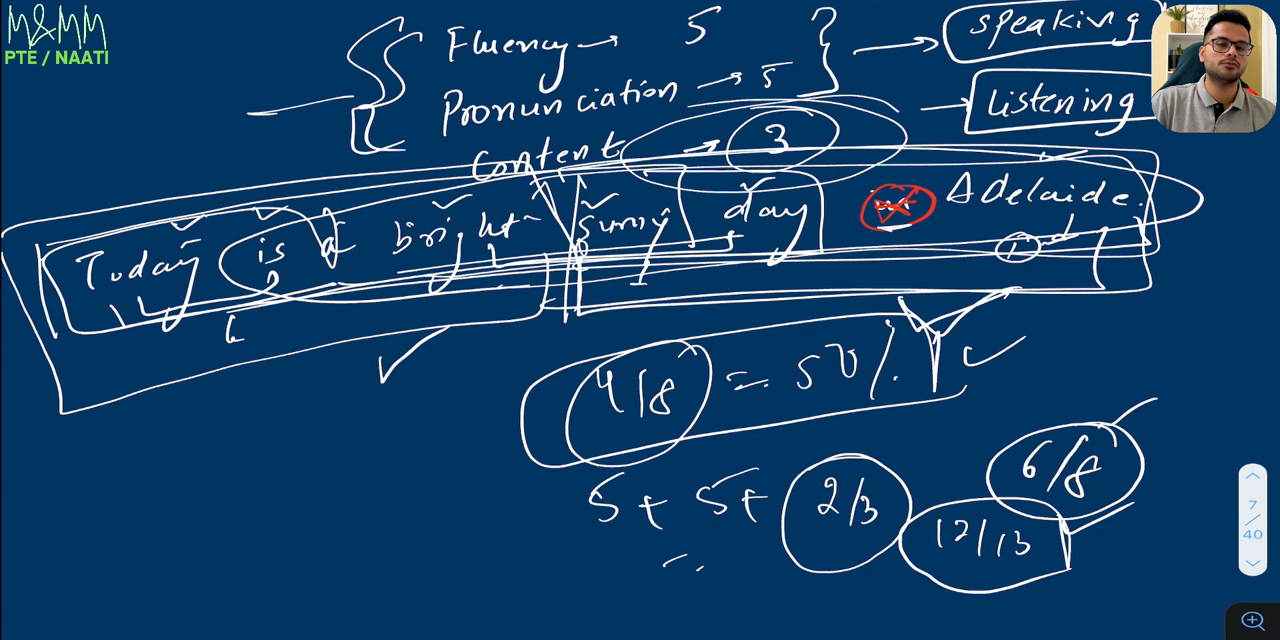 M&MM
PTE / NAATI
Fluency → 5
Pronunciation → 5
Content → 3
→ speaking
→ Listening
Today is a bright sunny day Adelaide.
4/8 = 50%
6/8
5 + 5 + 2/3
12/13
7
/
40